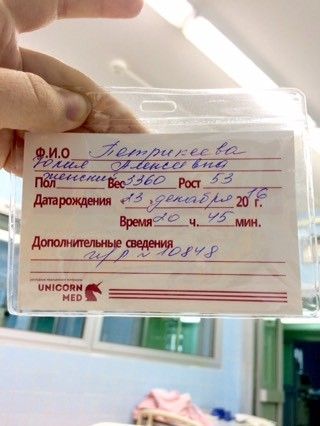 Ф.И.О Петрикеева
Юлия Алексеевна
Пол женский Вес 3360 Рост 53
Дата рождения 23 декабря 2016 г.
Время 20 ч. 45 мин.
Дополнительные сведения
и/р № 10848
UNICORN
MED